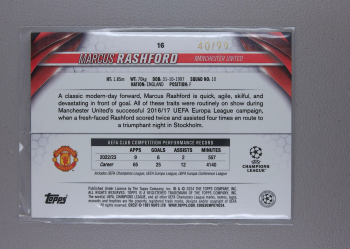 16
40/99
MARCUS RASHFORD
MANCHESTER UNITED
HT: 1.85m WT: 70kg DOB: 31-10-1997 SQUAD NO: 10
NATION: ENGLAND POSITION: F
A classic modern-day forward, Marcus Rashford is quick, agile, skilful, and
devastating in front of goal. All of these traits were routinely on show during
Manchester United's successful 2016/17 UEFA Europa League campaign,
when a fresh-faced Rashford scored twice and assisted four times en route to
a triumphant night in Stockholm.
UEFA CLUB COMPETITION PERFORMANCE RECORD
APPS GOALS ASSISTS MINUTES
2022/23 9 6 2 557
Career 66 25 12 4140
UEFA
CHAMPIONS
LEAGUE
Topps